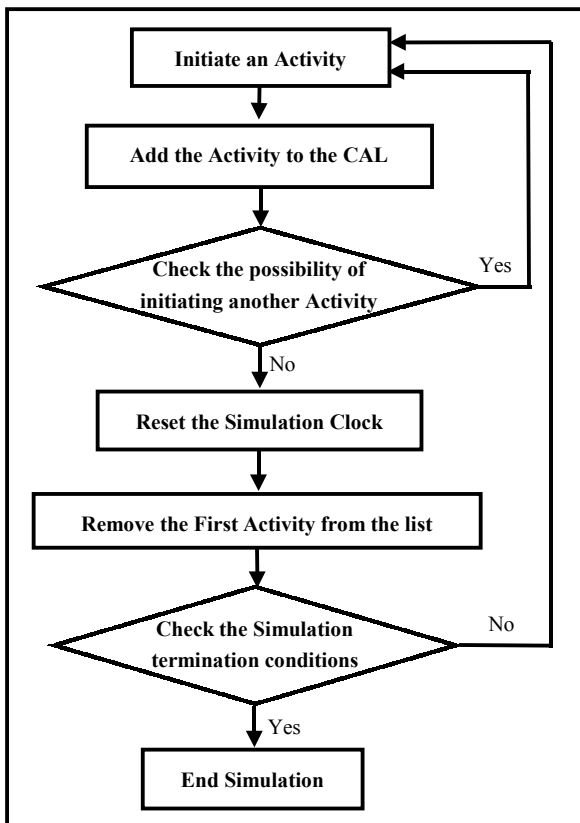 Initiate an Activity
Add the Activity to the CAL
Check the possibility of
initiating another Activity
Yes
No
Reset the Simulation Clock
Remove the First Activity from the list
Check the Simulation
termination conditions
No
Yes
End Simulation